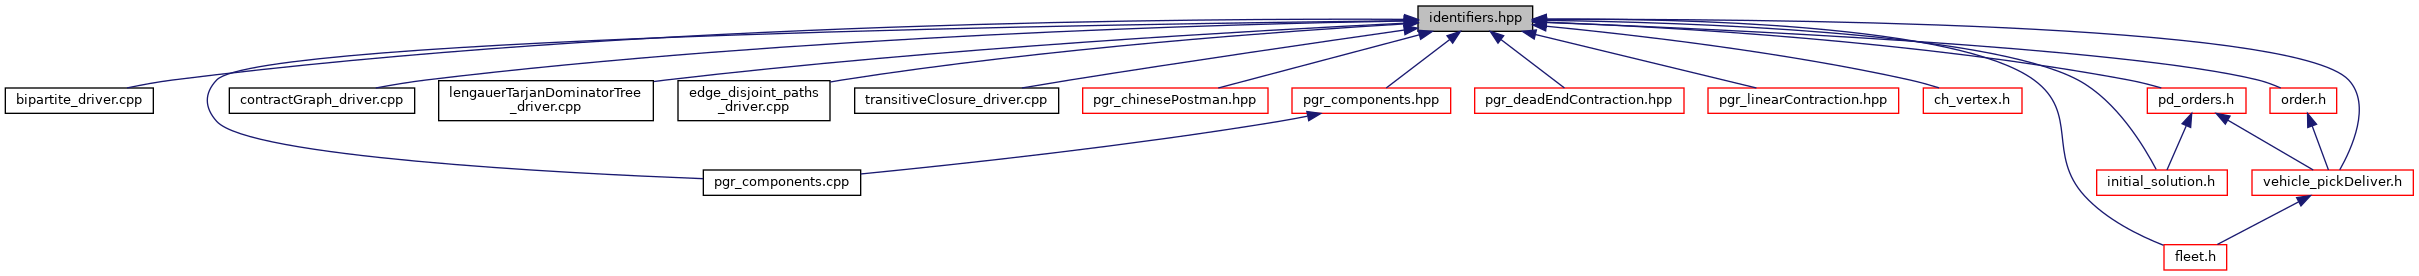 identifiers.hpp
bipartite_driver.cpp
contractGraph_driver.cpp
lengauerTarjanDominatorTree
_driver.cpp
edge_disjoint_paths
_driver.cpp
transitiveClosure_driver.cpp
pgr_chinesePostman.hpp
pgr_components.hpp
pgr_deadEndContraction.hpp
pgr_linearContraction.hpp
ch_vertex.h
pd_orders.h
order.h
pgr_components.cpp
initial_solution.h
vehicle_pickDeliver.h
fleet.h